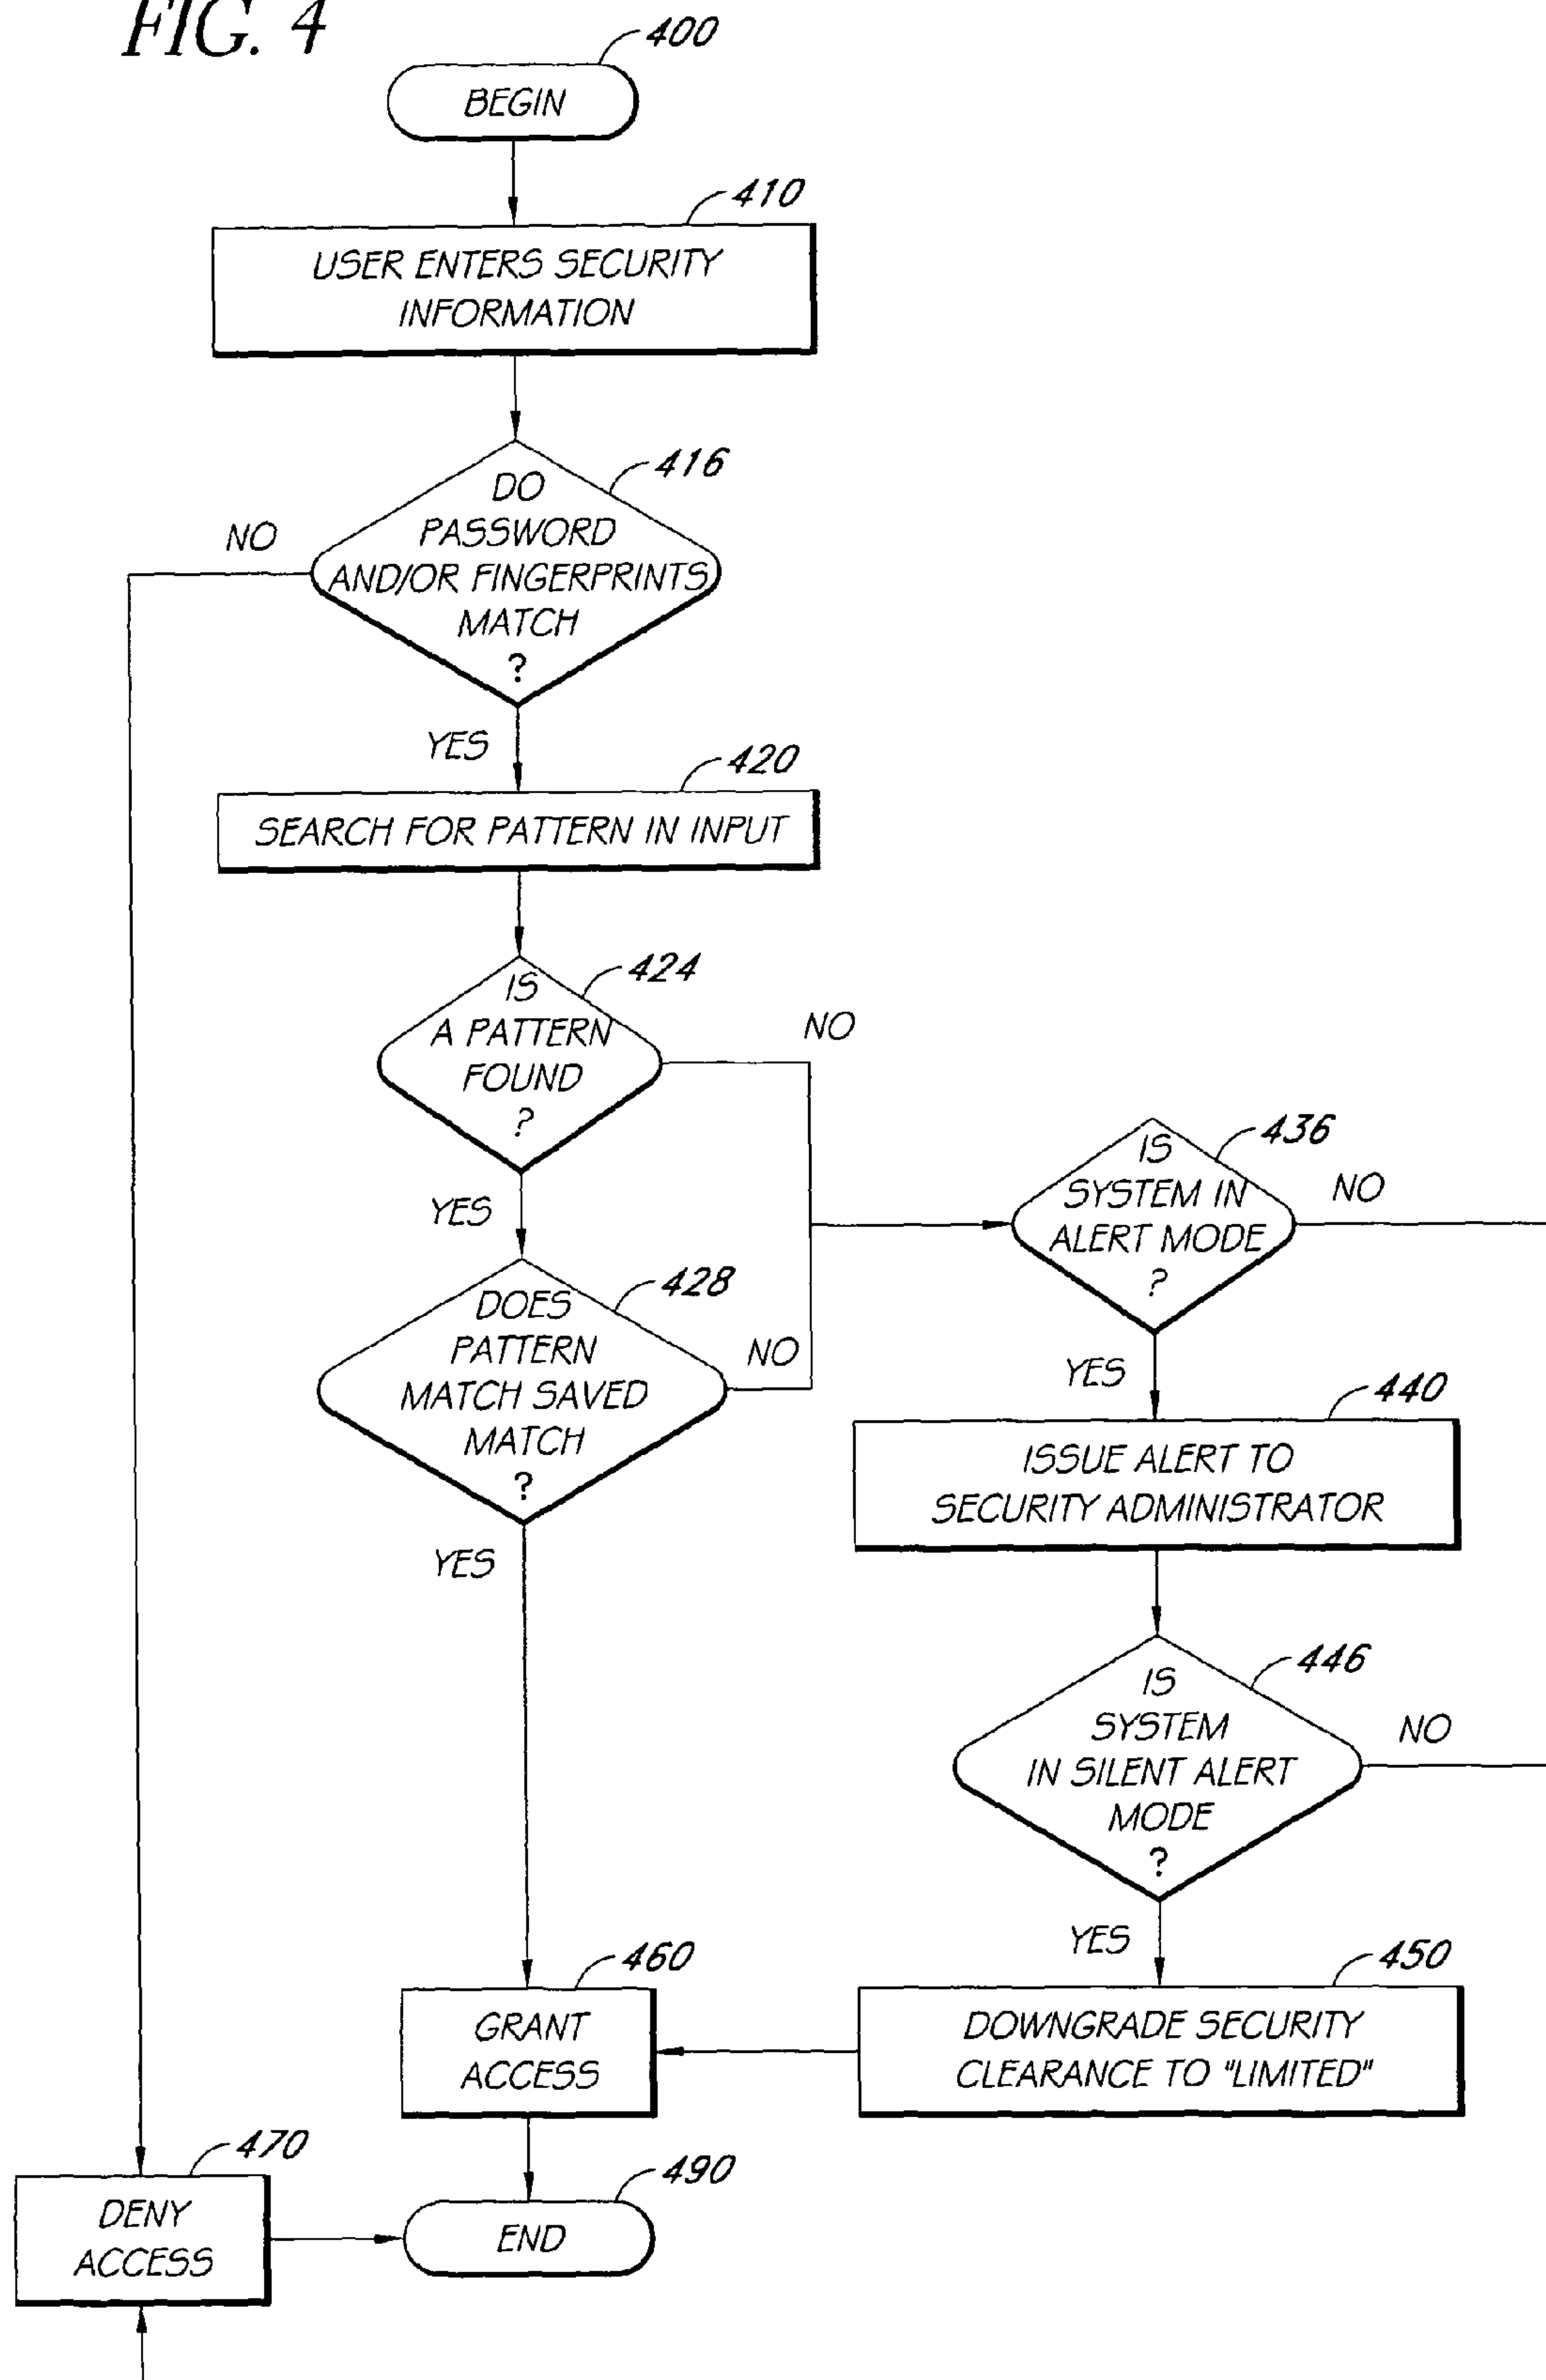 FIG. 4
400
BEGIN
410
USER ENTERS SECURITY
INFORMATION
416
DO
PASSWORD
AND/OR FINGERPRINTS
MATCH
?
NO
YES
420
SEARCH FOR PATTERN IN INPUT
424
IS
A PATTERN
FOUND
?
NO
YES
428
DOES
PATTERN
MATCH SAVED
MATCH
?
NO
YES
436
IS
SYSTEM IN
ALERT MODE
?
NO
YES
440
ISSUE ALERT TO
SECURITY ADMINISTRATOR
446
IS
SYSTEM
IN SILENT ALERT
MODE
?
NO
YES
450
DOWNGRADE SECURITY
CLEARANCE TO "LIMITED"
460
GRANT
ACCESS
470
DENY
ACCESS
490
END